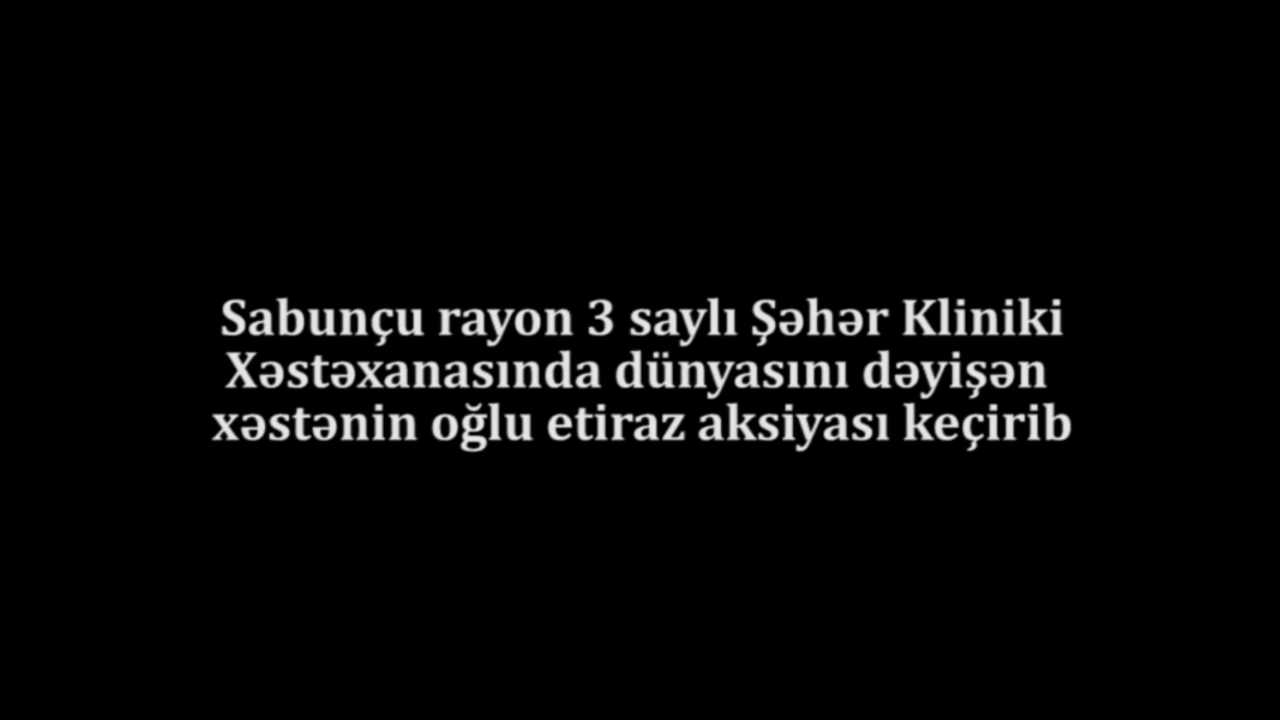 Sabunçu rayon 3 saylı Şəhər Kliniki
Xəstəxanasında dünyasını dəyişən
xəstənin oğlu etiraz aksiyası keçirib